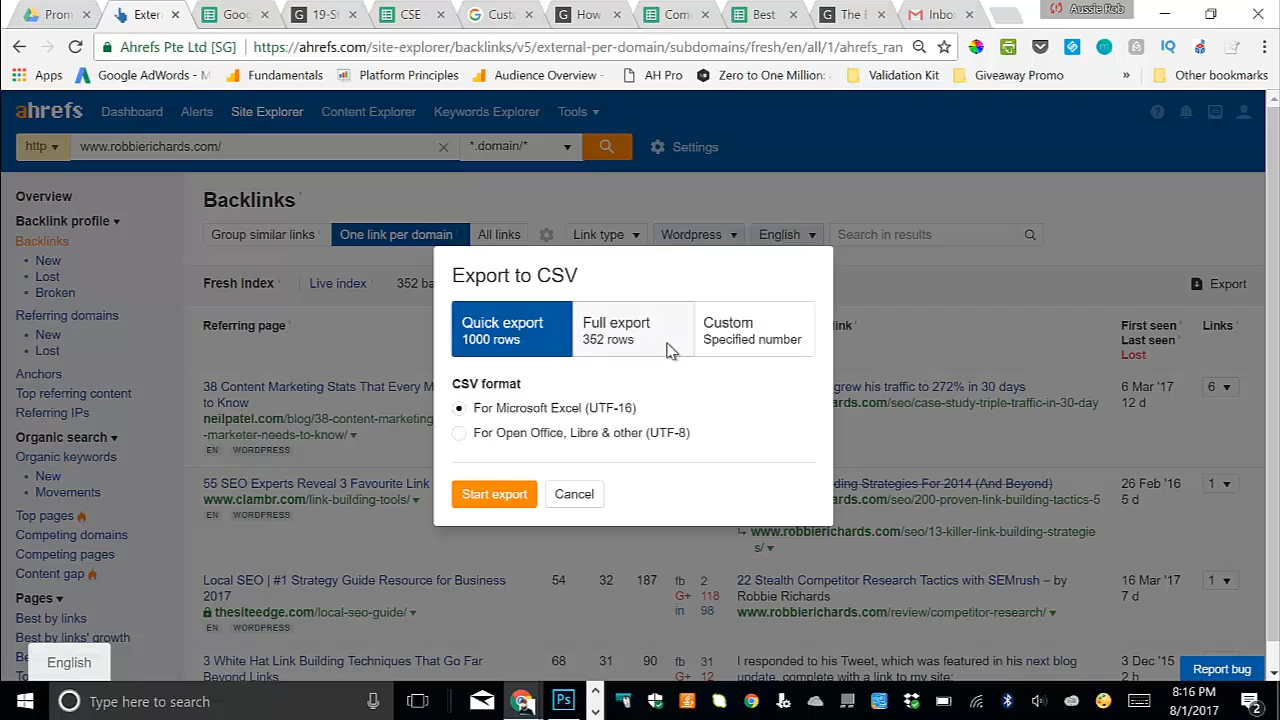 Prom
Exter
Goog
19-St
CSE
Custo
How
Com
Best
The E
Inbo
Aussie Rob
Ahrefs Pte Ltd [SG]
https://ahrefs.com/site-explorer/backlinks/v5/external-per-domain/subdomains/fresh/en/all/1/ahrefs_ran
Apps
Google AdWords - M
Fundamentals
Platform Principles
Audience Overview -
AH Pro
Zero to One Million:
Validation Kit
Giveaway Promo
»
Other bookmarks
ahrefs
Dashboard
Alerts
Site Explorer
Content Explorer
Keywords Explorer
Tools
http
www.robbierichards.com/
*.domain/*
Settings
Overview
Backlink profile
Backlinks
New
Lost
Broken
Referring domains
New
Lost
Anchors
Top referring content
Referring IPs
Organic search
Organic keywords
New
Movements
Top pages
Competing domains
Competing pages
Content gap
Pages
Best by links
Best by links' growth
English
Backlinks
Group similar links
One link per domain
All links
Link type
Wordpress
English
Search in results
Fresh Index
Live index
352 ba
Export
Referring page
link
First seen
Last seen
Lost
Links
38 Content Marketing Stats That Every M
to Know
neilpatel.com/blog/38-content-marketing
-marketer-needs-to-know/
EN WORDPRESS
grew his traffic to 272% in 30 days
chards.com/seo/case-study-triple-traffic-in-30-day
6 Mar '17
12 d
6
55 SEO Experts Reveal 3 Favourite Link
www.clambr.com/link-building-tools/
EN WORDPRESS
ding Strategies For 2014 (And Beyond)
chards.com/seo/200-proven-link-building-tactics-5
www.robbierichards.com/seo/13-killer-link-building-strategie
s/
26 Feb '16
5 d
1
Local SEO | #1 Strategy Guide Resource for Business
2017
thesiteedge.com/local-seo-guide/
EN WORDPRESS
54
32
187
fb 2
G+ 118
in 98
22 Stealth Competitor Research Tactics with SEMrush – by
Robbie Richards
www.robbierichards.com/review/competitor-research/
16 Mar '17
7 d
1
3 White Hat Link Building Techniques That Go Far
Beyond Links
68
31
90
fb 31
G+ 12
I responded to his Tweet, which was featured in his next blog
update, complete with a link to my site:
3 Dec '15
2 h
1
Export to CSV
Quick export
1000 rows
Full export
352 rows
Custom
Specified number
CSV format
For Microsoft Excel (UTF-16)
For Open Office, Libre & other (UTF-8)
Start export
Cancel
Report bug
Type here to search
8:16 PM
8/1/2017
2